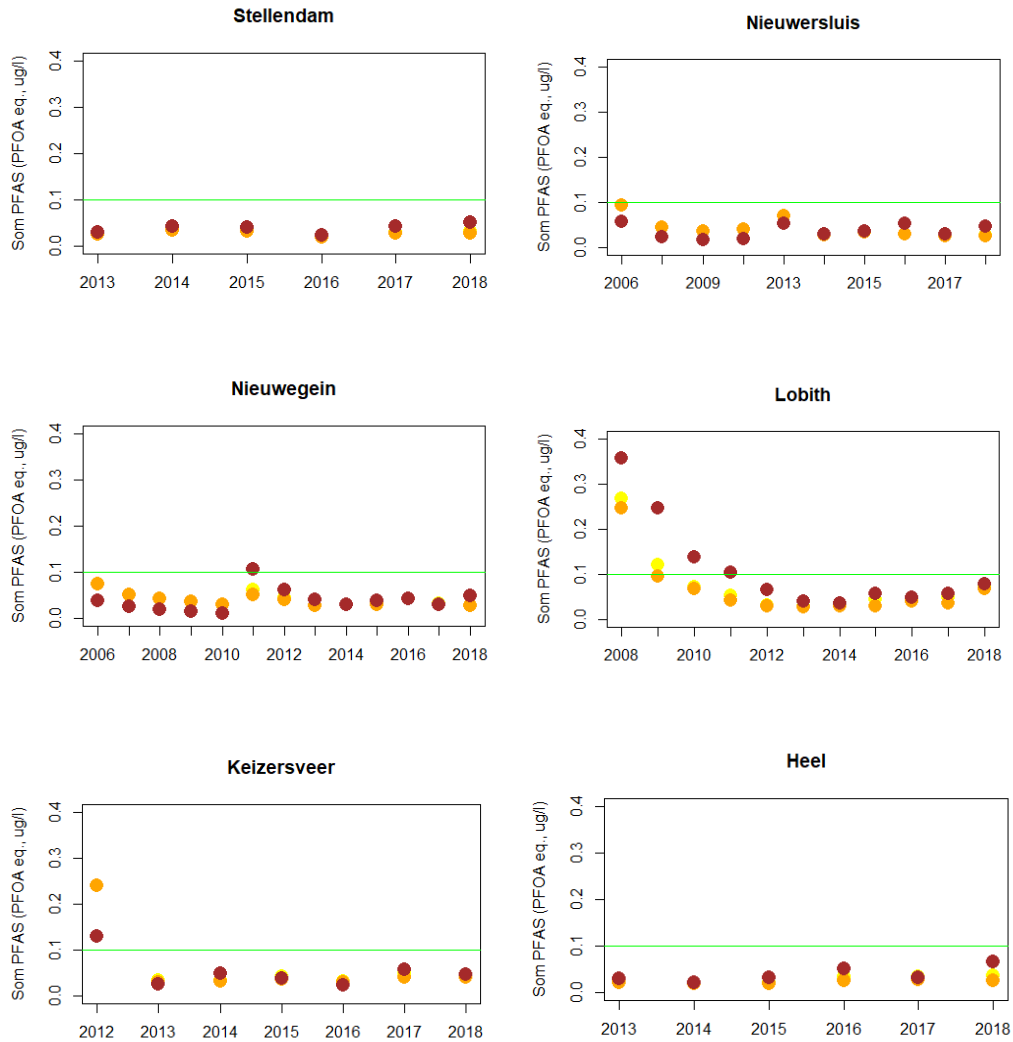 Stellendam
Som PFAS (PFOA eq., ug/l)
0.4
0.3
0.2
0.1
0.0
2013 2014 2015 2016 2017 2018
Nieuwersluis
Som PFAS (PFOA eq., ug/l)
0.4
0.3
0.2
0.1
0.0
2006 2009 2013 2015 2017
Nieuwegein
Som PFAS (PFOA eq., ug/l)
0.4
0.3
0.2
0.1
0.0
2006 2008 2010 2012 2014 2016 2018
Lobith
Som PFAS (PFOA eq., ug/l)
0.4
0.3
0.2
0.1
0.0
2008 2010 2012 2014 2016 2018
Keizersveer
Som PFAS (PFOA eq., ug/l)
0.4
0.3
0.2
0.1
0.0
2012 2013 2014 2015 2016 2017 2018
Heel
Som PFAS (PFOA eq., ug/l)
0.4
0.3
0.2
0.1
0.0
2013 2014 2015 2016 2017 2018